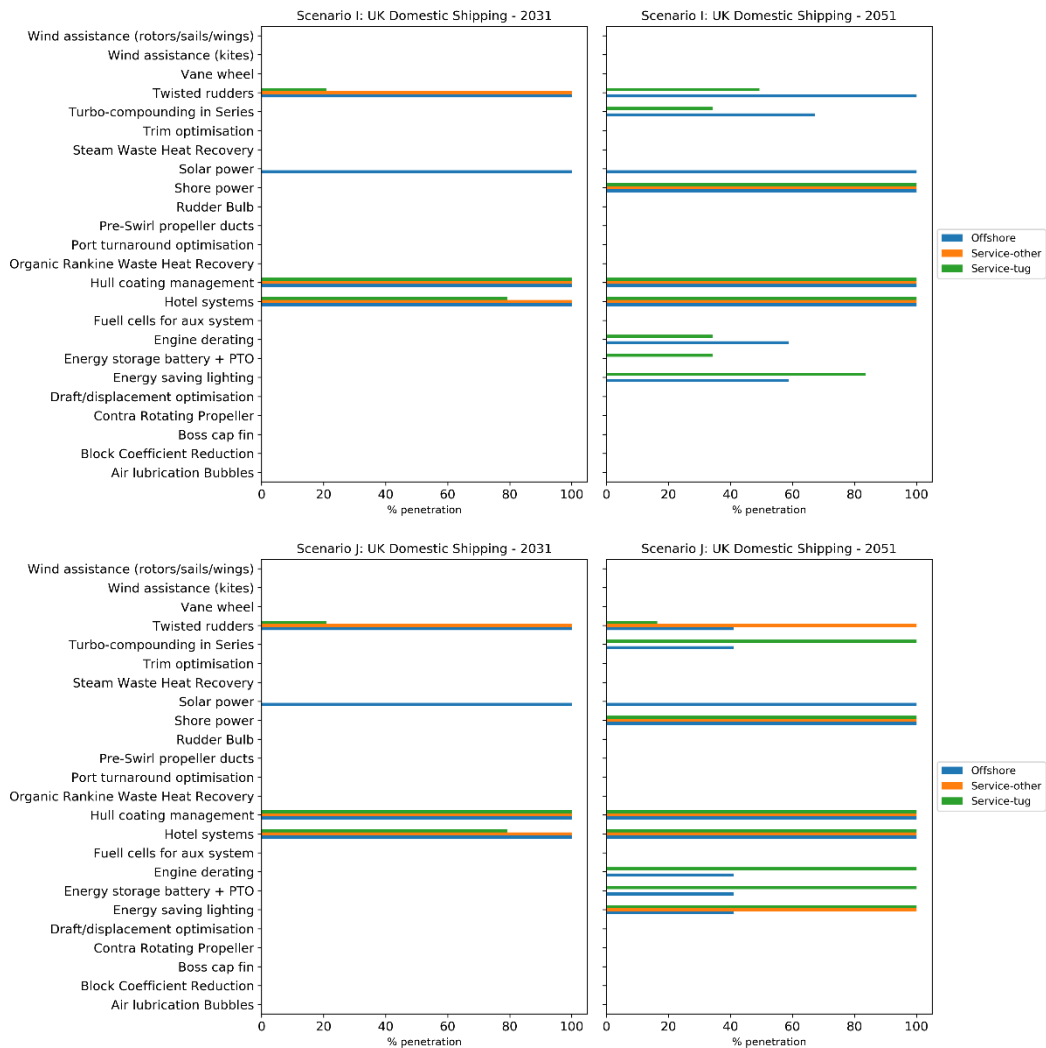 Scenario I: UK Domestic Shipping - 2031
Scenario I: UK Domestic Shipping - 2051
Wind assistance (rotors/sails/wings)
Wind assistance (kites)
Vane wheel
Twisted rudders
Turbo-compounding in Series
Trim optimisation
Steam Waste Heat Recovery
Solar power
Shore power
Rudder Bulb
Pre-Swirl propeller ducts
Port turnaround optimisation
Organic Rankine Waste Heat Recovery
Hull coating management
Hotel systems
Fuell cells for aux system
Engine derating
Energy storage battery + PTO
Energy saving lighting
Draft/displacement optimisation
Contra Rotating Propeller
Boss cap fin
Block Coefficient Reduction
Air lubrication Bubbles
0 20 40 60 80 100
% penetration
0 20 40 60 80 100
% penetration
Offshore
Service-other
Service-tug
Scenario J: UK Domestic Shipping - 2031
Scenario J: UK Domestic Shipping - 2051
Wind assistance (rotors/sails/wings)
Wind assistance (kites)
Vane wheel
Twisted rudders
Turbo-compounding in Series
Trim optimisation
Steam Waste Heat Recovery
Solar power
Shore power
Rudder Bulb
Pre-Swirl propeller ducts
Port turnaround optimisation
Organic Rankine Waste Heat Recovery
Hull coating management
Hotel systems
Fuell cells for aux system
Engine derating
Energy storage battery + PTO
Energy saving lighting
Draft/displacement optimisation
Contra Rotating Propeller
Boss cap fin
Block Coefficient Reduction
Air lubrication Bubbles
0 20 40 60 80 100
% penetration
0 20 40 60 80 100
% penetration
Offshore
Service-other
Service-tug